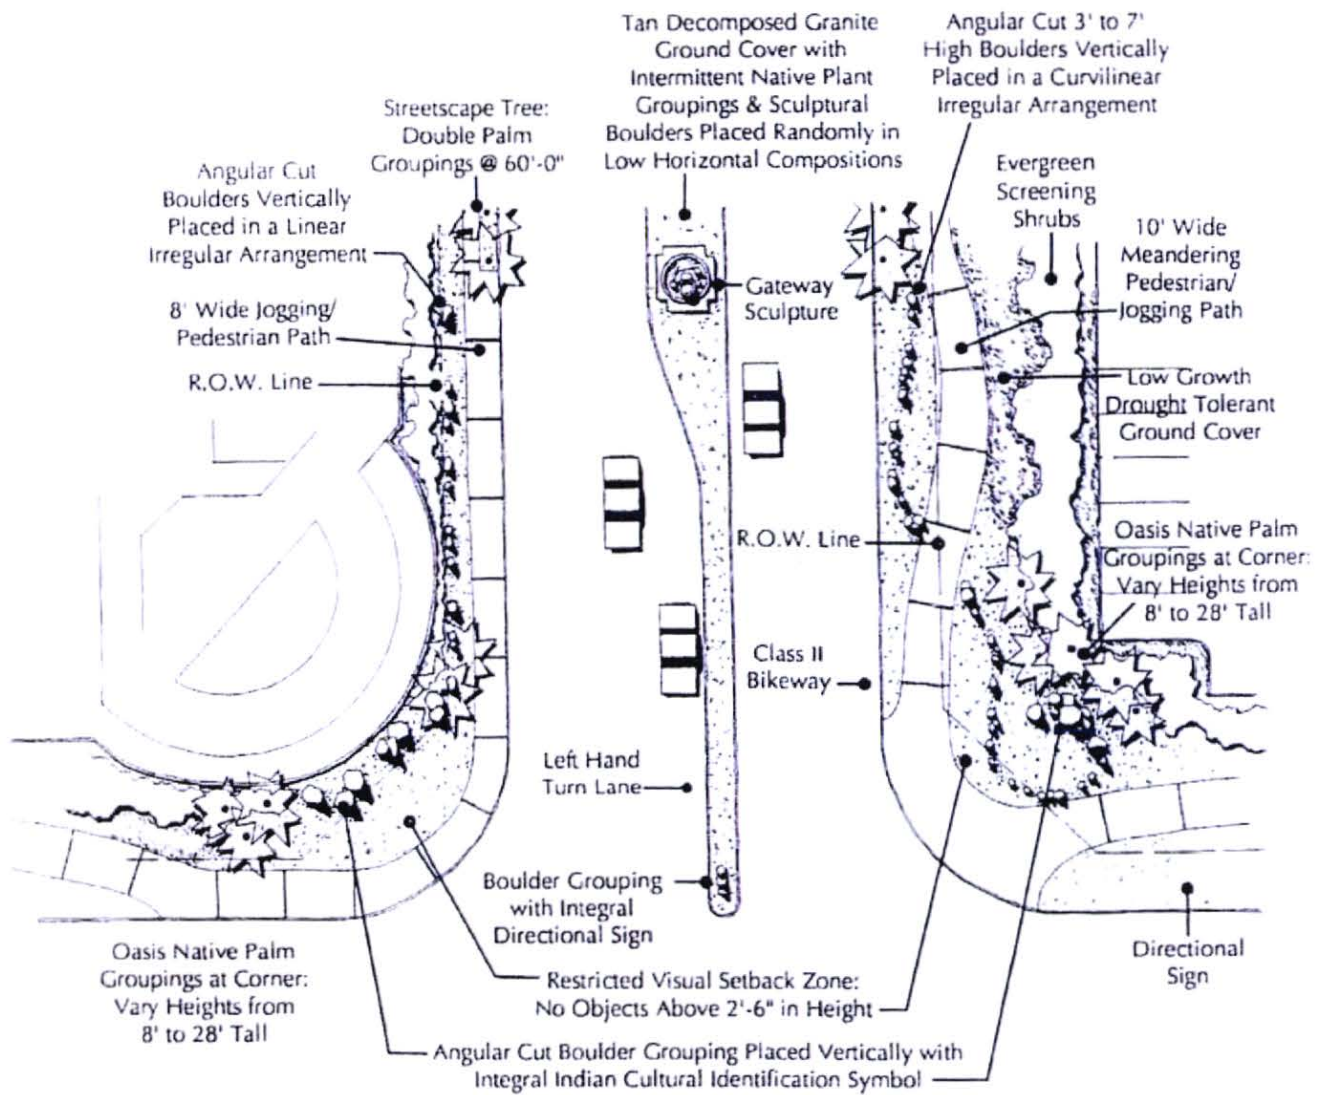 Tan Decomposed Granite
Ground Cover with
Intermittent Native Plant
Groupings & Sculptural
Boulders Placed Randomly in
Low Horizontal Compositions
Angular Cut 3' to 7'
High Boulders Vertically
Placed in a Curvilinear
Irregular Arrangement
Streetscape Tree:
Double Palm
Groupings @ 60'-0"
Angular Cut
Boulders Vertically
Placed in a Linear
Irregular Arrangement
Evergreen
Screening
Shrubs
10' Wide
Meandering
Pedestrian/
Jogging Path
Gateway
Sculpture
8' Wide Jogging/
Pedestrian Path
R.O.W. Line
Low Growth
Drought Tolerant
Ground Cover
R.O.W. Line
Oasis Native Palm
Groupings at Corner:
Vary Heights from
8' to 28' Tall
Class II
Bikeway
Left Hand
Turn Lane
Boulder Grouping
with Integral
Directional Sign
Directional
Sign
Oasis Native Palm
Groupings at Corner:
Vary Heights from
8' to 28' Tall
Restricted Visual Setback Zone:
No Objects Above 2'-6" in Height
Angular Cut Boulder Grouping Placed Vertically with
Integral Indian Cultural Identification Symbol